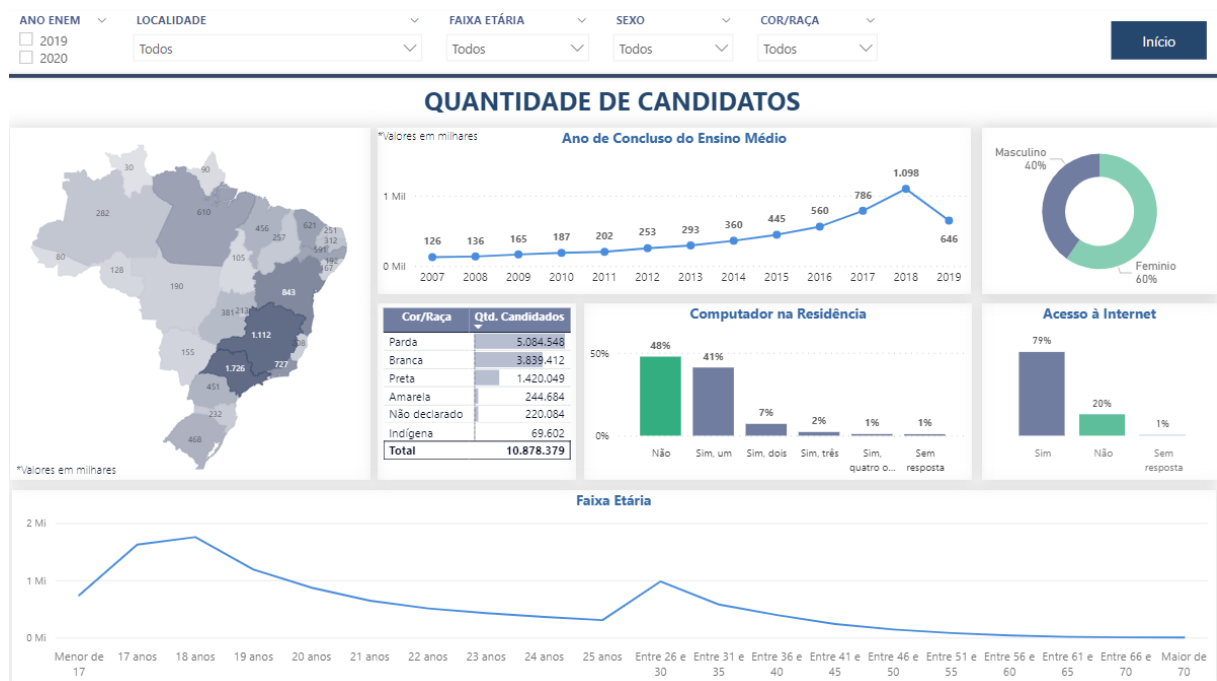 ANO ENEM
2019
2020
LOCALIDADE
Todos
FAIXA ETÁRIA
Todos
SEXO
Todos
COR/RAÇA
Todos
Início
QUANTIDADE DE CANDIDATOS
30
90
282
610
456
257
621
251
312
591
192
167
80
128
105
190
843
381
213
1.112
208
155
1.726
727
451
232
468
*Valores em milhares
*Valores em milhares
Ano de Concluso do Ensino Médio
1 Mil
0 Mil
126 136 165 187 202 253 293 360 445 560 786 1.098 646
2007 2008 2009 2010 2011 2012 2013 2014 2015 2016 2017 2018 2019
Masculino
40%
Feminio
60%
Cor/Raça Qtd. Candidados
Parda 5.084.548
Branca 3.839.412
Preta 1.420.049
Amarela 244.684
Não declarado 220.084
Indígena 69.602
Total 10.878.379
Computador na Residência
50%
0%
48% 41% 7% 2% 1% 1%
Não Sim, um Sim, dois Sim, três Sim, quatro o... Sem resposta
Acesso à Internet
79% 20% 1%
Sim Não Sem resposta
Faixa Etária
2 Mi
1 Mi
0 Mi
Menor de 17 17 anos 18 anos 19 anos 20 anos 21 anos 22 anos 23 anos 24 anos 25 anos Entre 26 e 30 Entre 31 e 35 Entre 36 e 40 Entre 41 e 45 Entre 46 e 50 Entre 51 e 55 Entre 56 e 60 Entre 61 e 65 Entre 66 e 70 Maior de 70